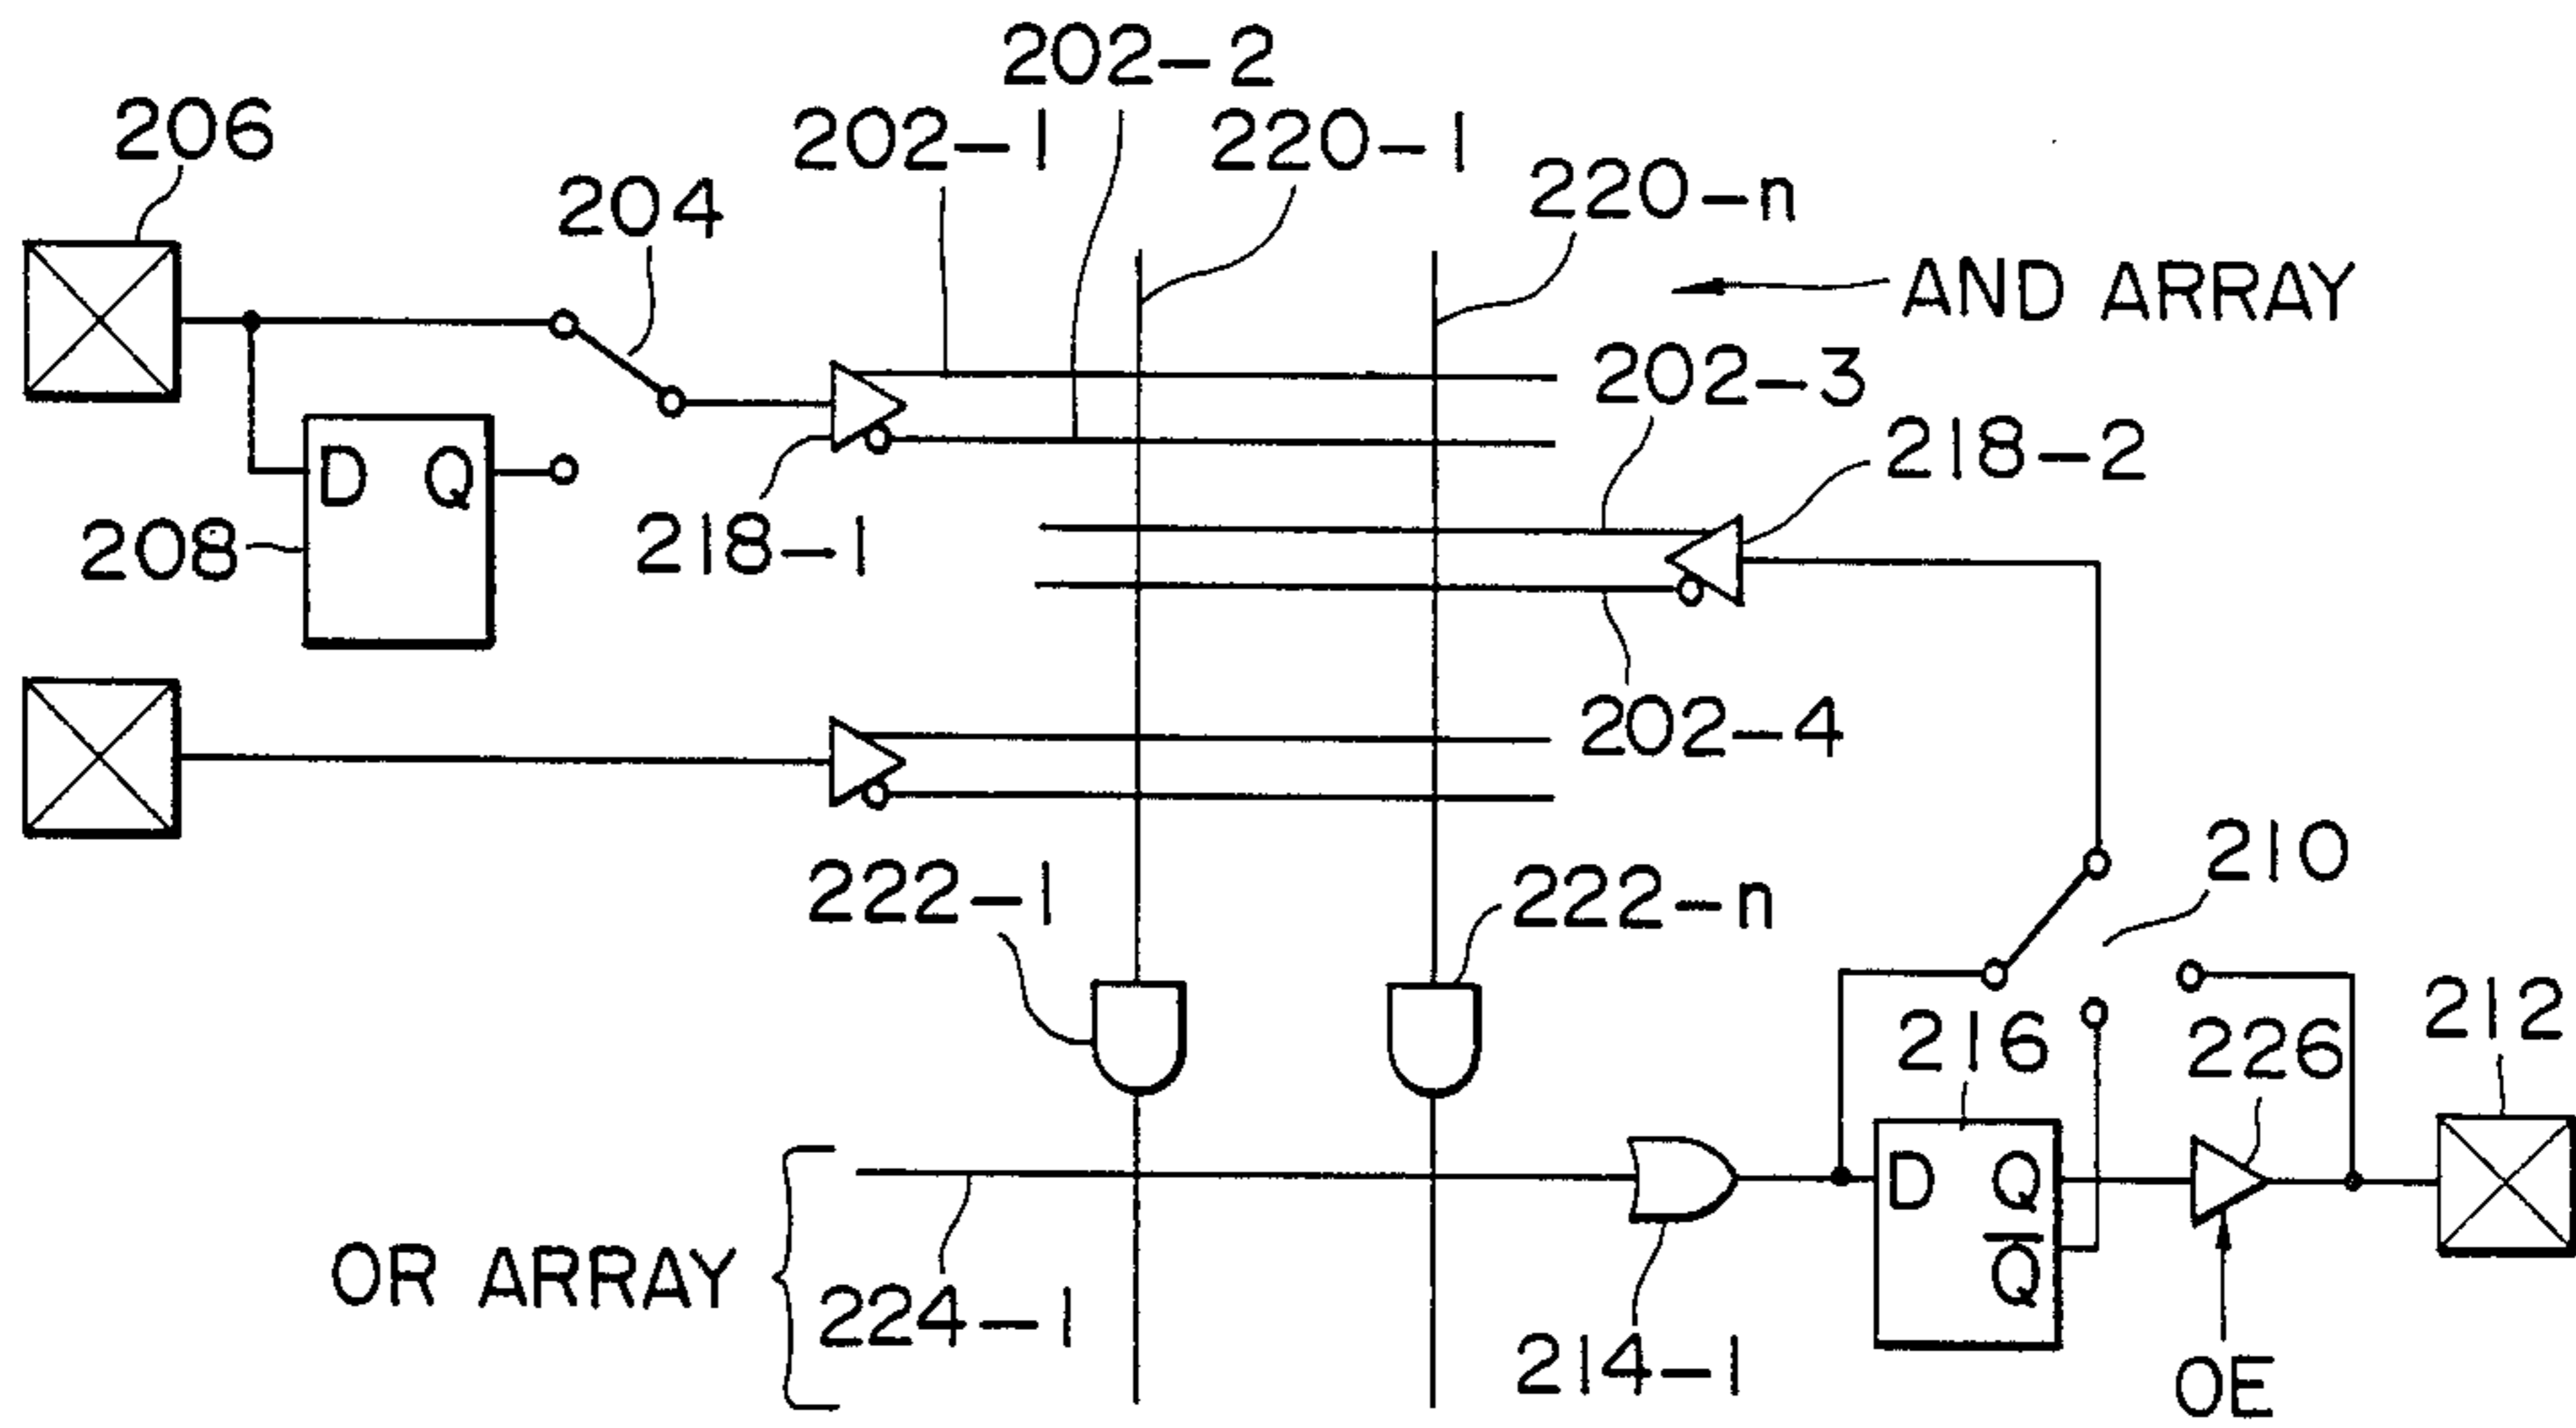 202-2
206
202-1
220-1
220-n
204
AND ARRAY
202-3
218-2
D Q
208
218-1
202-4
210
222-1
222-n
212
216
226
D Q
Q̅
OR ARRAY
224-1
214-1
OE